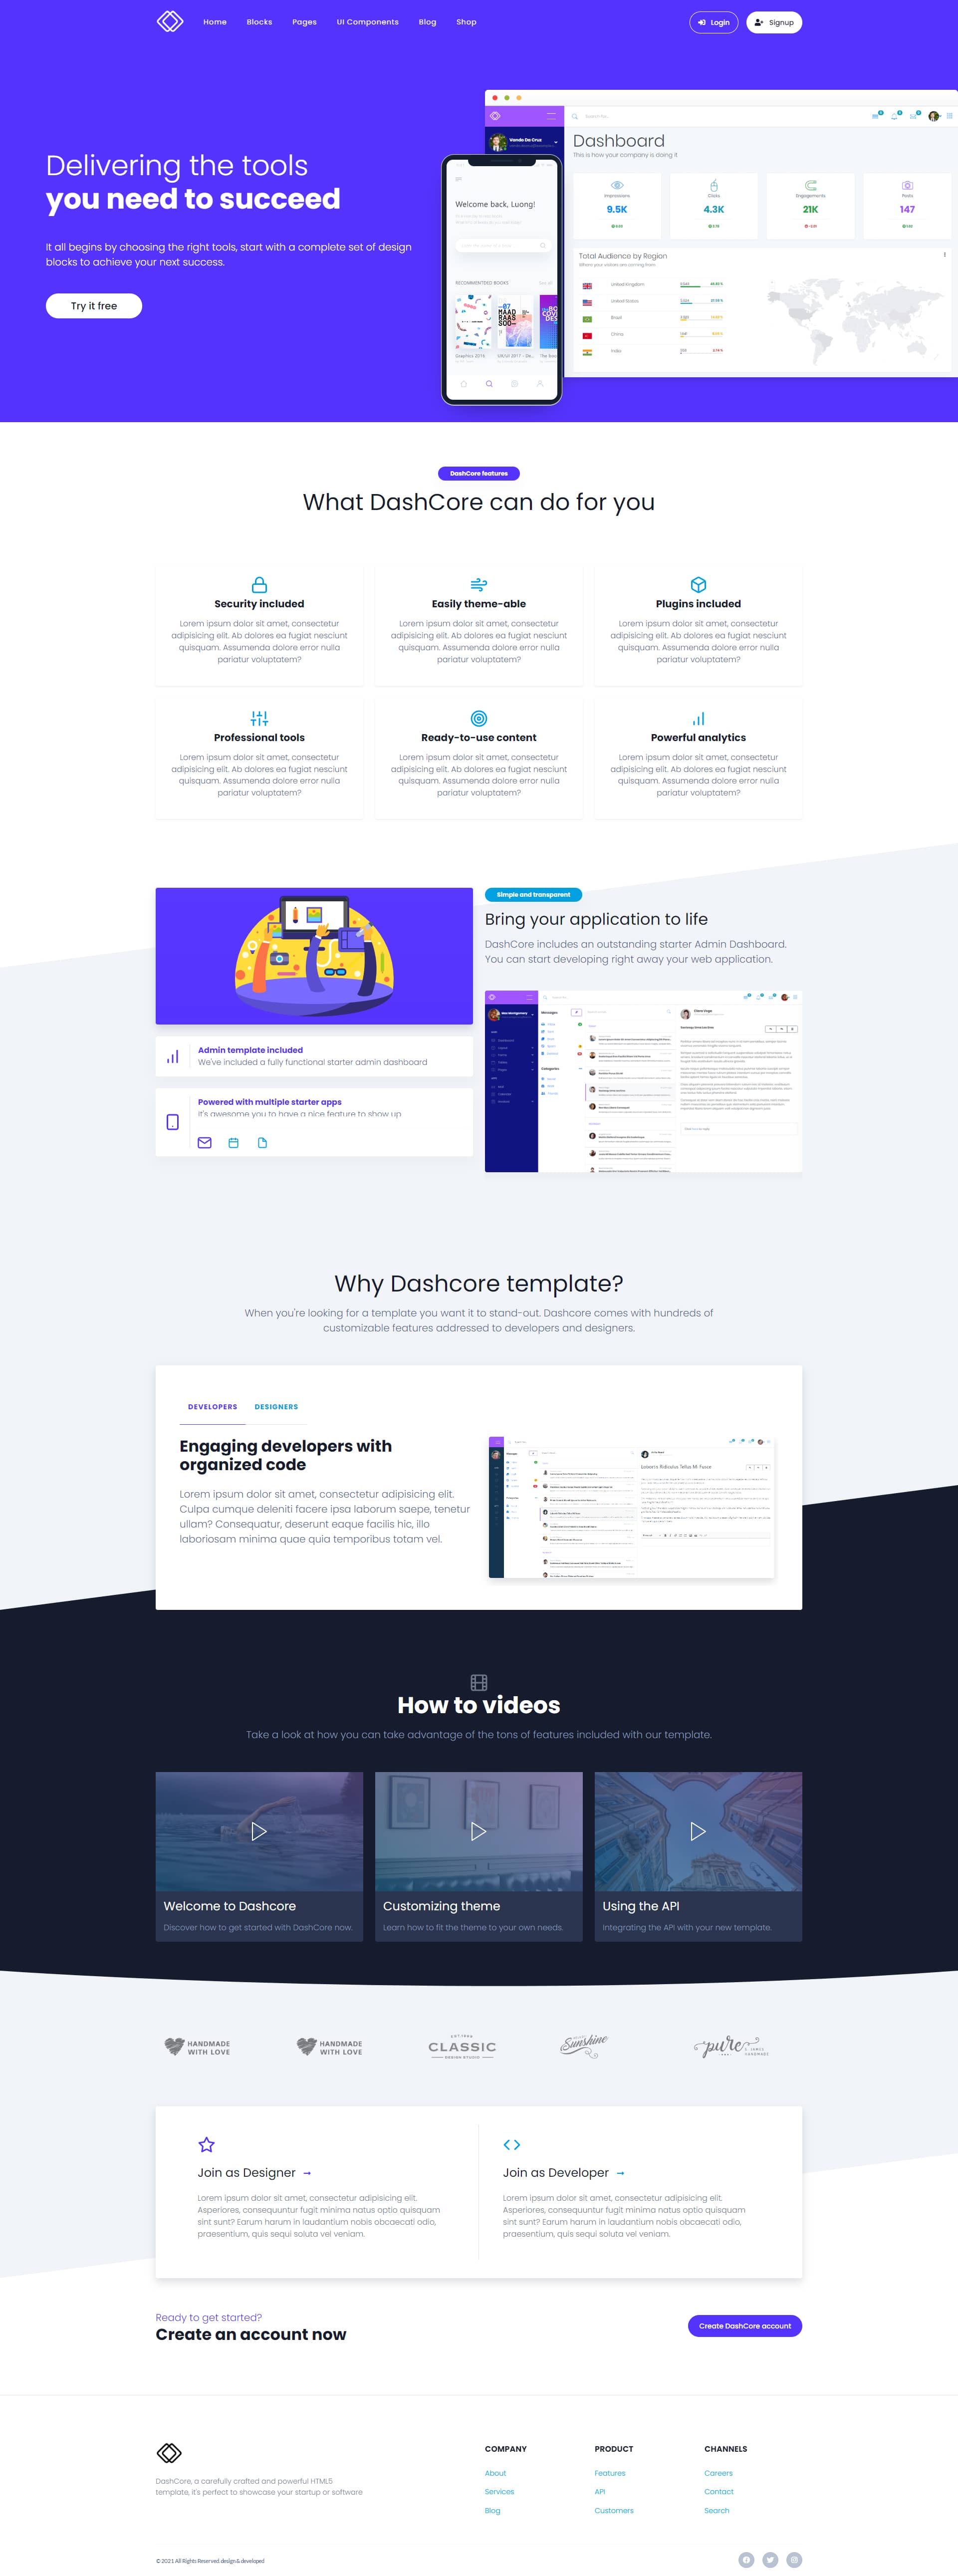 Home Blocks Pages UI Components Blog Shop Login Signup
Delivering the tools
you need to succeed
It all begins by choosing the right tools, start with a complete set of design
blocks to achieve your next success.
Try it free
Vanda De Cruz
Dashboard
This is how your company is doing it
Impressions Clicks Engagements Posts
9.5K 4.3K 21K 147
Total Audience by Region
Where your visitors are coming from
United Kingdom
United States
Brazil
China
India
Welcome back, Luong!
RECOMMENTDED BOOKS
Graphics 2016
DashCore features
What DashCore can do for you
Security included
Lorem ipsum dolor sit amet, consectetur
adipisicing elit. Ab dolores ea fugiat nesciunt
quisquam. Assumenda dolore error nulla
pariatur voluptatem?
Easily theme-able
Lorem ipsum dolor sit amet, consectetur
adipisicing elit. Ab dolores ea fugiat nesciunt
quisquam. Assumenda dolore error nulla
pariatur voluptatem?
Plugins included
Lorem ipsum dolor sit amet, consectetur
adipisicing elit. Ab dolores ea fugiat nesciunt
quisquam. Assumenda dolore error nulla
pariatur voluptatem?
Professional tools
Lorem ipsum dolor sit amet, consectetur
adipisicing elit. Ab dolores ea fugiat nesciunt
quisquam. Assumenda dolore error nulla
pariatur voluptatem?
Ready-to-use content
Lorem ipsum dolor sit amet, consectetur
adipisicing elit. Ab dolores ea fugiat nesciunt
quisquam. Assumenda dolore error nulla
pariatur voluptatem?
Powerful analytics
Lorem ipsum dolor sit amet, consectetur
adipisicing elit. Ab dolores ea fugiat nesciunt
quisquam. Assumenda dolore error nulla
pariatur voluptatem?
Admin template included
We've included a fully functional starter admin dashboard
Powered with multiple starter apps
It's awesome you to have a nice feature to show up
Simple and transparent
Bring your application to life
DashCore includes an outstanding starter Admin Dashboard.
You can start developing right away your web application.
Messages
Categories
Why Dashcore template?
When you're looking for a template you want it to stand-out. Dashcore comes with hundreds of
customizable features addressed to developers and designers.
DEVELOPERS DESIGNERS
Engaging developers with
organized code
Lorem ipsum dolor sit amet, consectetur adipisicing elit.
Culpa cumque deleniti facere ipsa laborum saepe, tenetur
ullam? Consequatur, deserunt eaque facilis hic, illo
laboriosam minima quae quia temporibus totam vel.
Laboris Ridiculus Tellus Mi Fusce
How to videos
Take a look at how you can take advantage of the tons of features included with our template.
Welcome to Dashcore
Discover how to get started with DashCore now.
Customizing theme
Learn how to fit the theme to your own needs.
Using the API
Integrating the API with your new template.
HANDMADE
WITH LOVE
HANDMADE
WITH LOVE
CLASSIC
DESIGN STUDIO
Sunshine
pure
HANDMADE
Join as Designer
Lorem ipsum dolor sit amet, consectetur adipisicing elit.
Asperiores, consequuntur fugit minima natus optio quisquam
sint sunt? Earum harum in laudantium nobis obcaecati odio,
praesentium, quis sequi soluta vel veniam.
Join as Developer
Lorem ipsum dolor sit amet, consectetur adipisicing elit.
Asperiores, consequuntur fugit minima natus optio quisquam
sint sunt? Earum harum in laudantium nobis obcaecati odio,
praesentium, quis sequi soluta vel veniam.
Ready to get started?
Create an account now
Create DashCore account
DashCore, a carefully crafted and powerful HTML5
template, it's perfect to showcase your startup or software
COMPANY
About
Services
Blog
PRODUCT
Features
API
Customers
CHANNELS
Careers
Contact
Search
© 2021 All Rights Reserved. design & developed